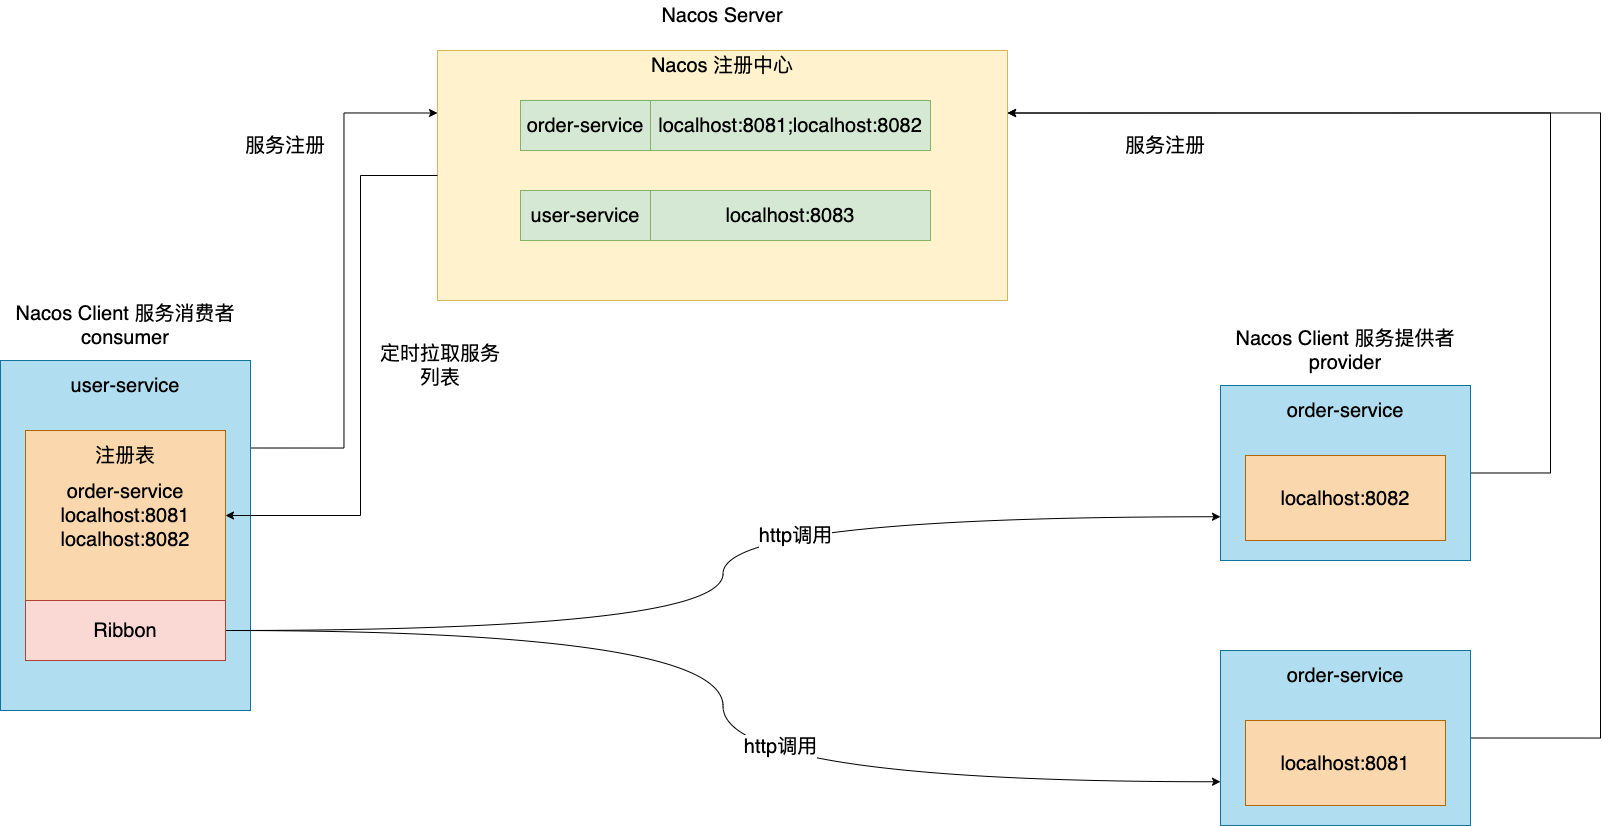 Nacos Server
Nacos 注册中心
order-service
localhost:8081;localhost:8082
服务注册
服务注册
user-service
localhost:8083
Nacos Client 服务消费者
consumer
定时拉取服务
列表
Nacos Client 服务提供者
provider
user-service
order-service
注册表
order-service
localhost:8081
localhost:8082
localhost:8082
http调用
Ribbon
order-service
http调用
localhost:8081